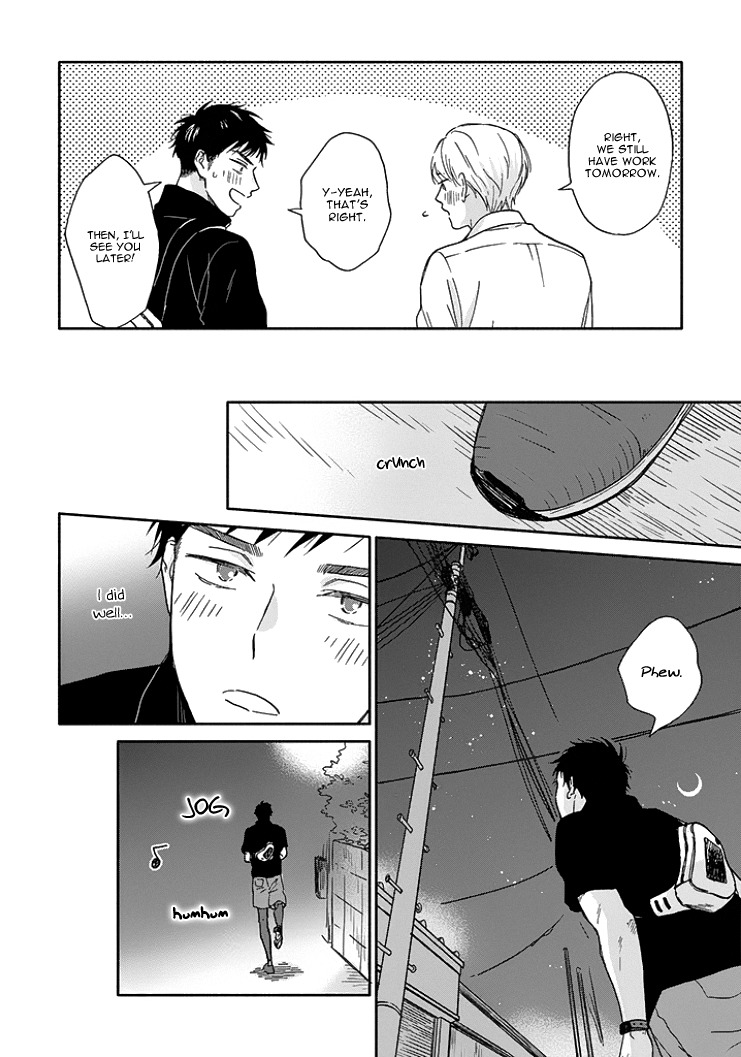 RIGHT,
WE STILL
HAVE WORK
TOMORROW.
Y-YEAH,
THAT'S
RIGHT.
THEN, I'LL
SEE YOU
LATER!
crUnch
Phew.
I did
well...
JOG
humhum